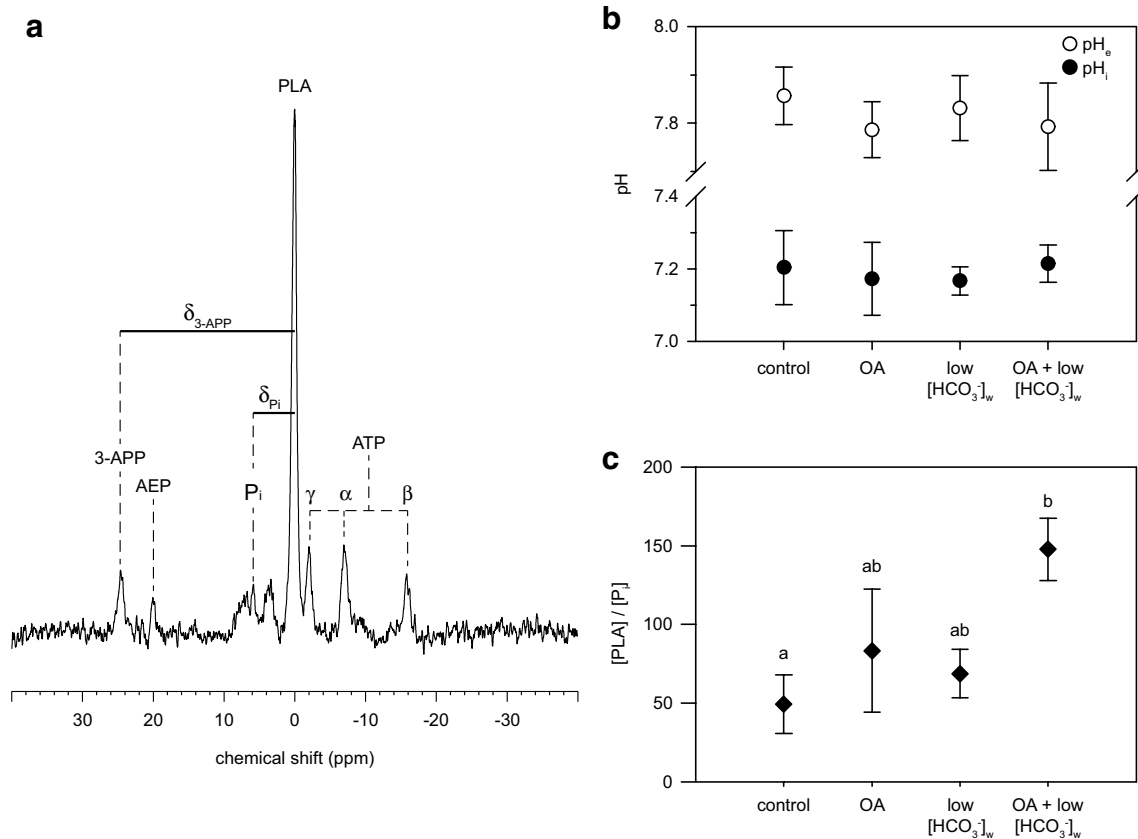 a
PLA
δ3-APP
δPi
ATP
3-APP
AEP
Pi
γ
α
β
30 20 10 0 -10 -20 -30
chemical shift (ppm)
b
8.0
pHe
pHi
7.8
pH
7.4
7.2
7.0
control OA low OA + low
[HCO3-]w [HCO3-]w
c
200
b
150
ab
ab
100
a
[PLA] / [Pi]
50
0
control OA low OA + low
[HCO3-]w [HCO3-]w